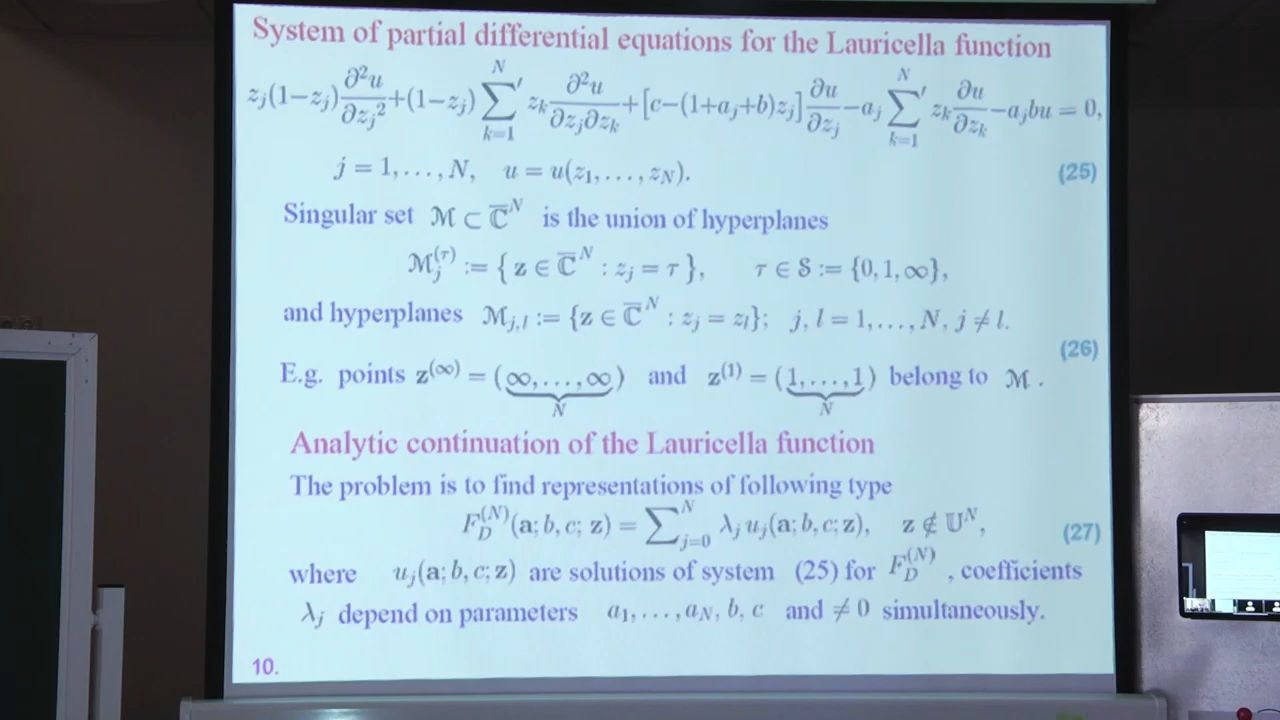 System of partial differential equations for the Lauricella function
z_j(1−z_j) ∂²u/∂z_j² + (1−z_j) ∑′_{k=1}^{N} z_k ∂²u/∂z_j∂z_k + [c−(1+a_j+b)z_j] ∂u/∂z_j − a_j ∑′_{k=1}^{N} z_k ∂u/∂z_k − a_j bu = 0,
j = 1, …, N, u = u(z_1, …, z_N). (25)
Singular set ℳ ⊂ ℂ̅^N is the union of hyperplanes
ℳ_j^{(τ)} := { z ∈ ℂ̅^N : z_j = τ }, τ ∈ 𝒮 := {0, 1, ∞},
and hyperplanes ℳ_{j,l} := {z ∈ ℂ̅^N : z_j = z_l}; j, l = 1, …, N, j ≠ l.
(26)
E.g. points z^{(∞)} = (∞, …, ∞) and z^{(1)} = (1, …, 1) belong to ℳ .
N N
Analytic continuation of the Lauricella function
The problem is to find representations of following type
F_D^{(N)}(a; b, c; z) = ∑_{j=0}^{N} λ_j u_j(a; b, c; z), z ∉ 𝕌^N, (27)
where u_j(a; b, c; z) are solutions of system (25) for F_D^{(N)} , coefficients
λ_j depend on parameters a_1, …, a_N, b, c and ≠ 0 simultaneously.
10.